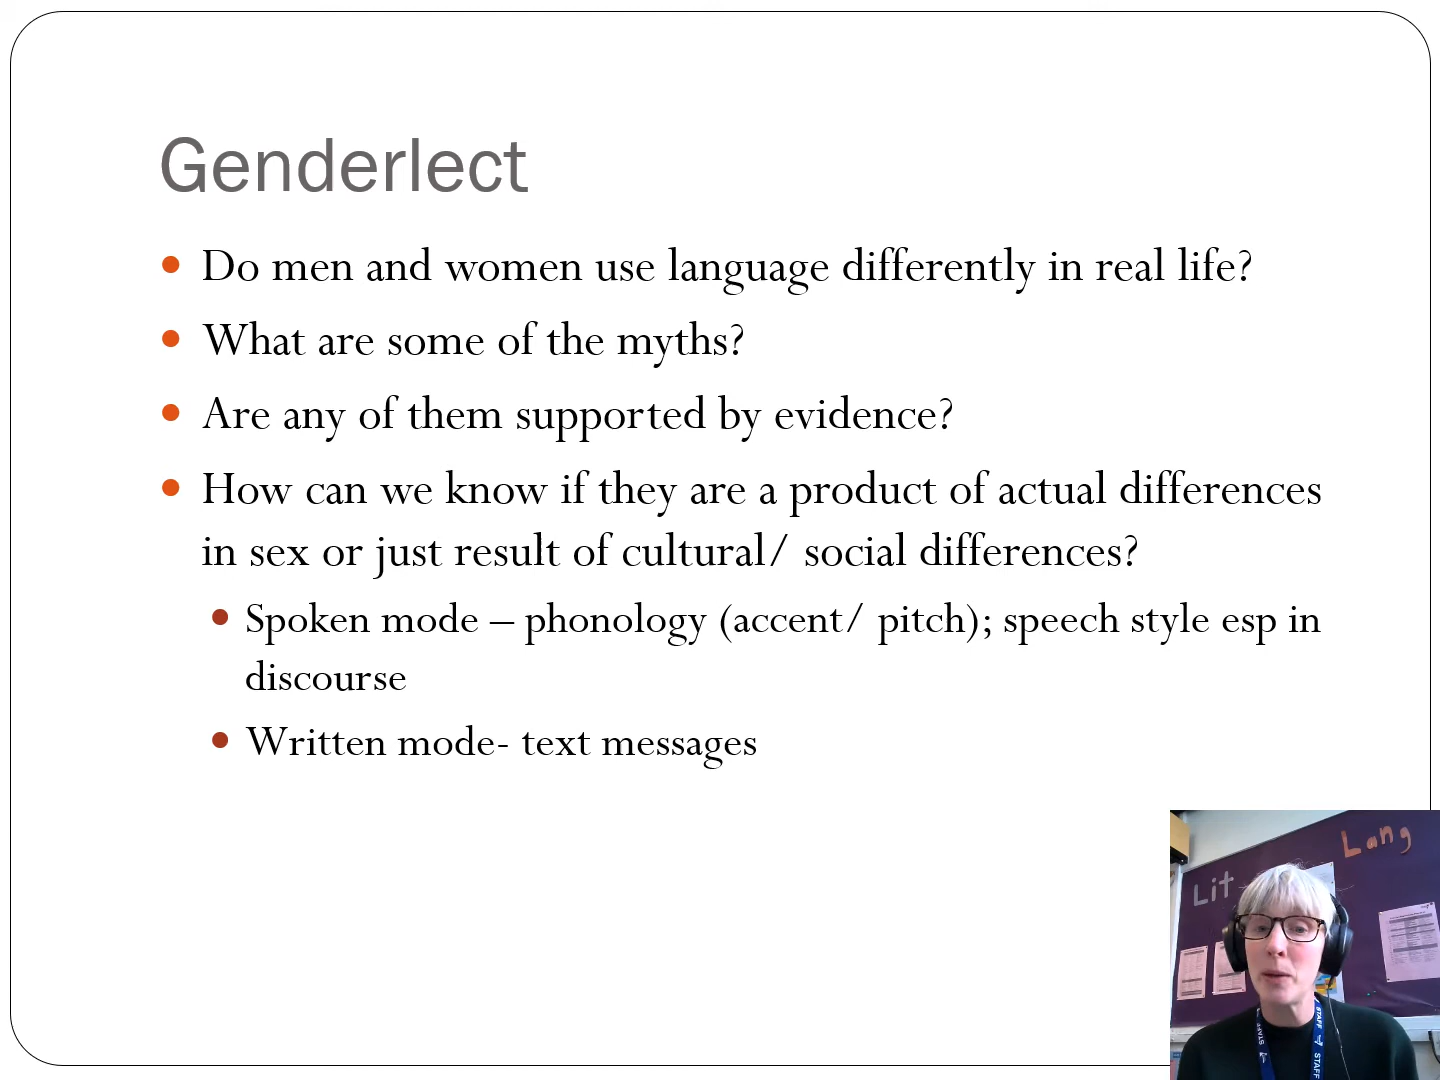 Genderlect
Do men and women use language differently in real life?
What are some of the myths?
Are any of them supported by evidence?
How can we know if they are a product of actual differences
in sex or just result of cultural/ social differences?
Spoken mode – phonology (accent/ pitch); speech style esp in
discourse
Written mode- text messages
Lang
Lit
STAFF
STAFF
STAFF